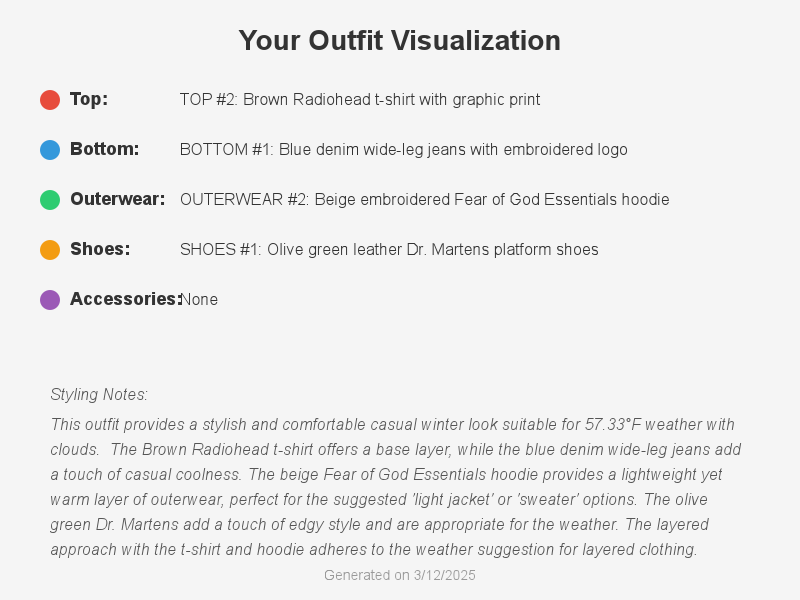 Your Outfit Visualization
Top: TOP #2: Brown Radiohead t-shirt with graphic print
Bottom: BOTTOM #1: Blue denim wide-leg jeans with embroidered logo
Outerwear: OUTERWEAR #2: Beige embroidered Fear of God Essentials hoodie
Shoes: SHOES #1: Olive green leather Dr. Martens platform shoes
Accessories: None
Styling Notes:
This outfit provides a stylish and comfortable casual winter look suitable for 57.33°F weather with
clouds.  The Brown Radiohead t-shirt offers a base layer, while the blue denim wide-leg jeans add
a touch of casual coolness. The beige Fear of God Essentials hoodie provides a lightweight yet
warm layer of outerwear, perfect for the suggested 'light jacket' or 'sweater' options. The olive
green Dr. Martens add a touch of edgy style and are appropriate for the weather. The layered
approach with the t-shirt and hoodie adheres to the weather suggestion for layered clothing.
Generated on 3/12/2025